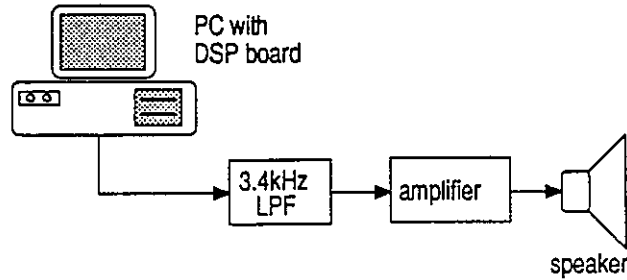 PC with
DSP board
3.4kHz
LPF
amplifier
speaker